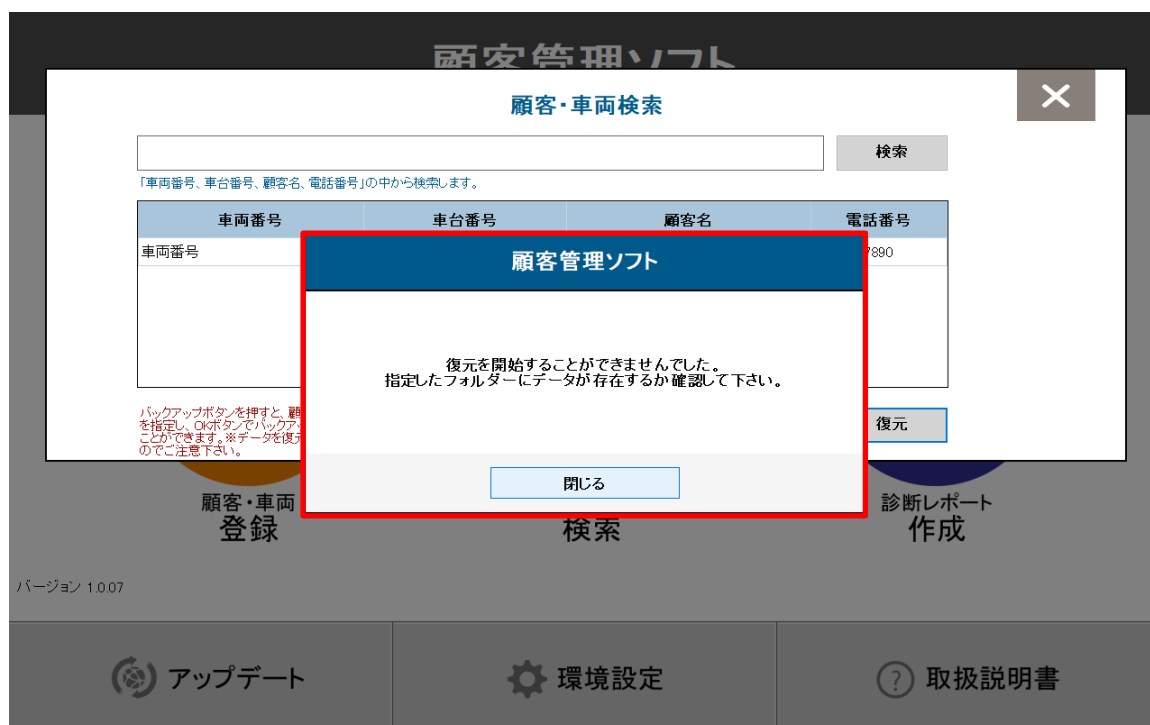 顧客管理ソフト
顧客・車両検索
検索
「車両番号、車台番号、顧客名、電話番号」の中から検索します。
車両番号 車台番号 顧客名 電話番号
車両番号 7890
顧客管理ソフト
復元を開始することができませんでした。
指定したフォルダーにデータが存在するか確認して下さい。
閉じる
バックアップボタンを押すと、顧
を指定し、OKボタンでバックアッ
ことができます。※データを復元
のでご注意下さい。
復元
顧客・車両
登録
検索
診断レポート
作成
バージョン 1.0.07
アップデート
環境設定
取扱説明書